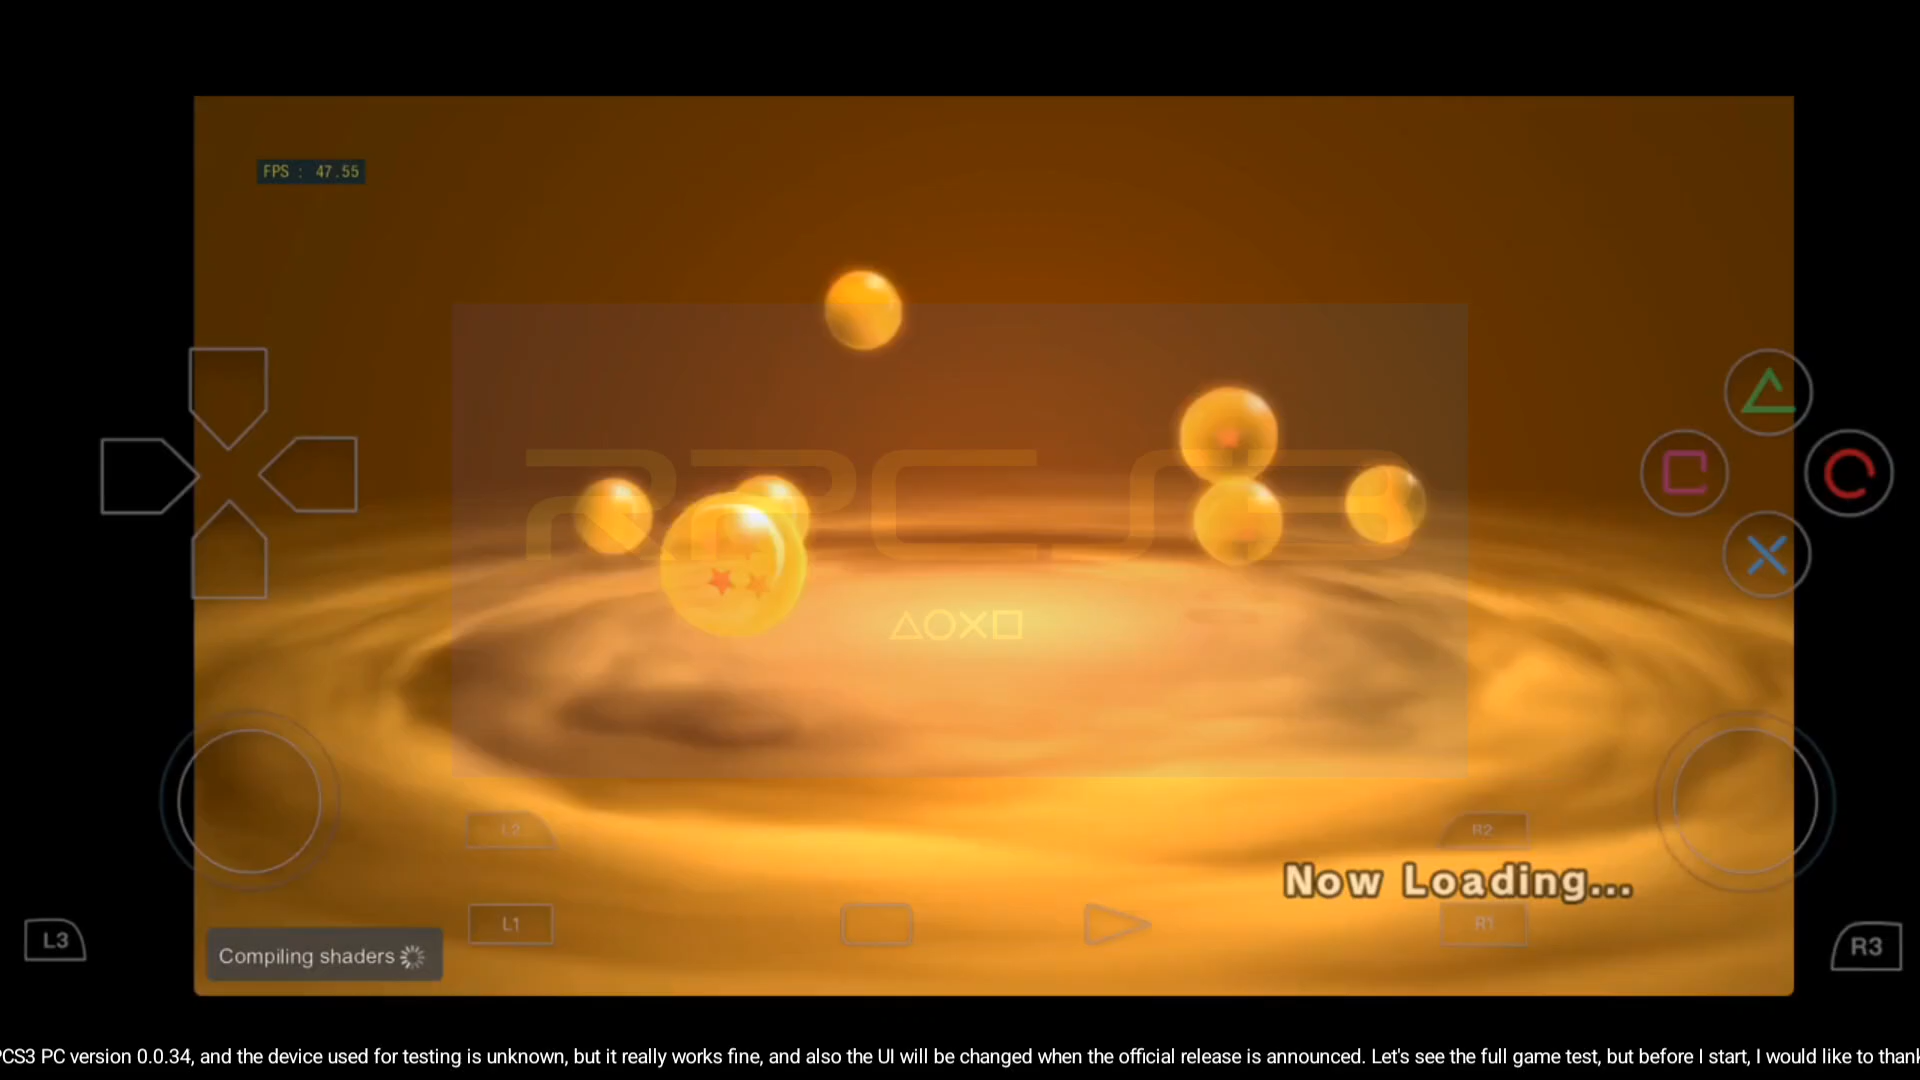 FPS : 47.55
RPCS3
L2
R2
Now Loading...
L1
R1
L3
Compiling shaders
R3
PCS3 PC version 0.0.34, and the device used for testing is unknown, but it really works fine, and also the UI will be changed when the official release is announced. Let's see the full game test, but before I start, I would like to thank